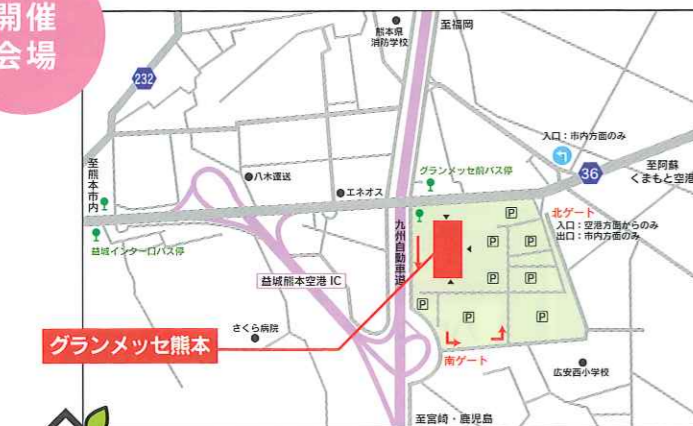 開催
会場
熊本県
消防学校
至福岡
232
入口：市内方面のみ
36
至阿蘇
くまもと空港
至熊本市内
八木運送
エネオス
グランメッセ前バス停
北ゲート
入口：空港方面からのみ
出口：市内方面のみ
益城インター口バス停
九州自動車道
益城熊本空港 IC
P
P
P
P
P
P
P
P
グランメッセ熊本
さくら病院
南ゲート
広安西小学校
至宮崎・鹿児島